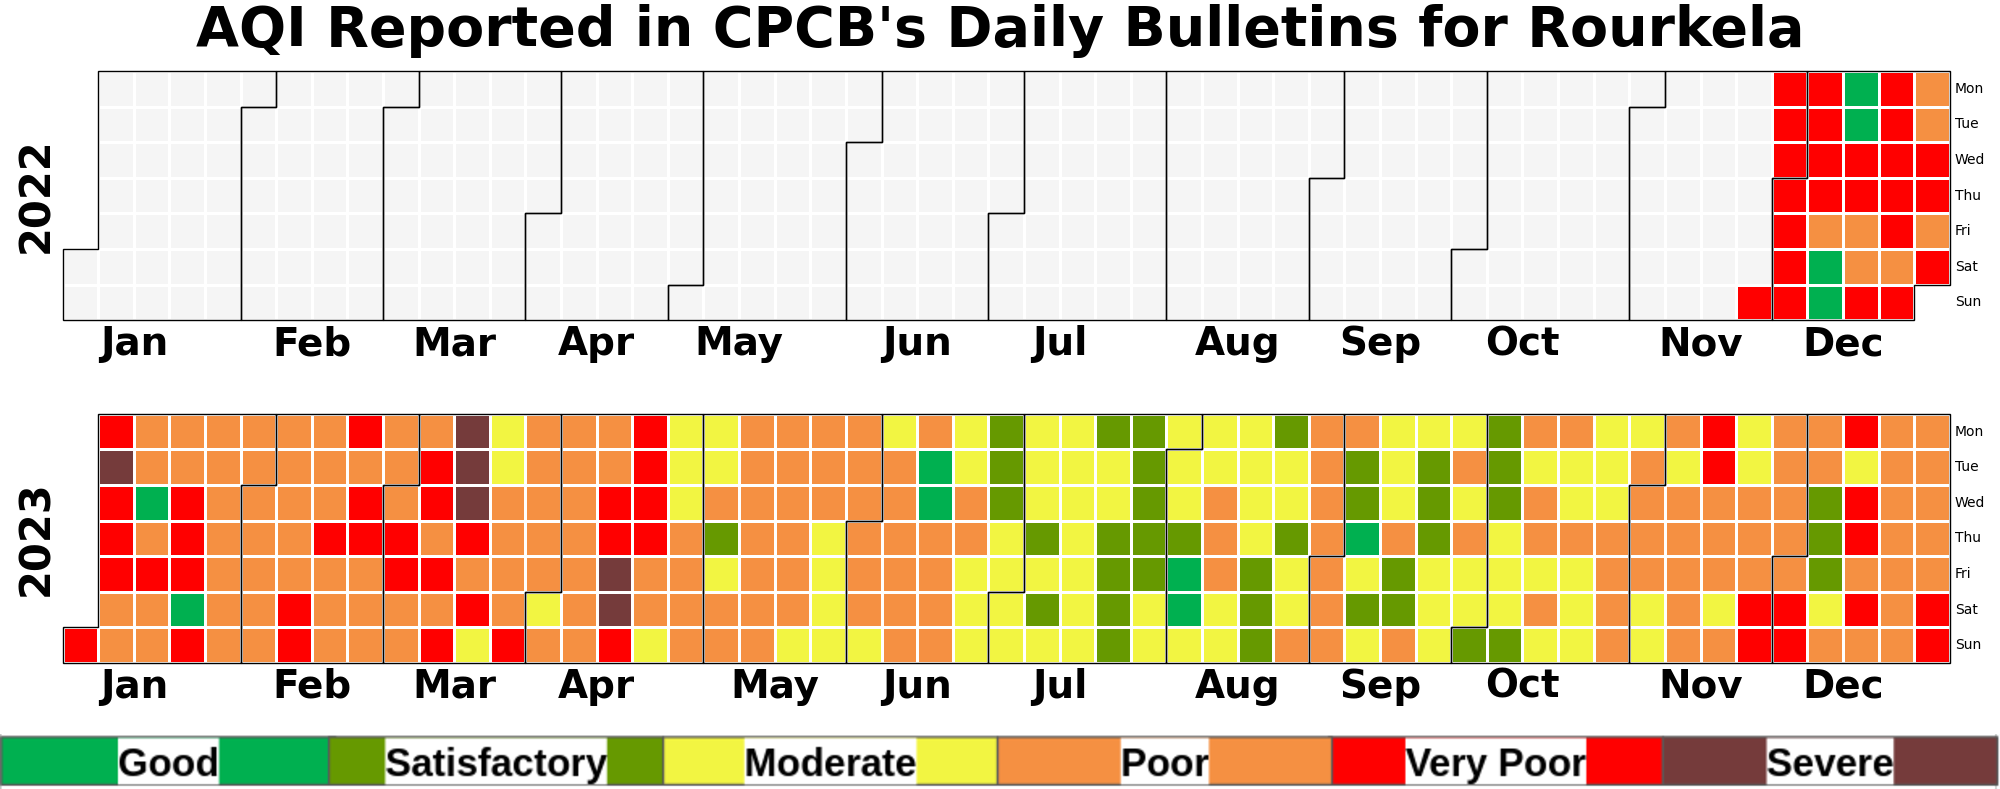 AQI Reported in CPCB's Daily Bulletins for Rourkela
2022
Mon
Tue
Wed
Thu
Fri
Sat
Sun
Jan Feb Mar Apr May Jun Jul Aug Sep Oct Nov Dec
2023
Mon
Tue
Wed
Thu
Fri
Sat
Sun
Jan Feb Mar Apr May Jun Jul Aug Sep Oct Nov Dec
Good Satisfactory Moderate Poor Very Poor Severe